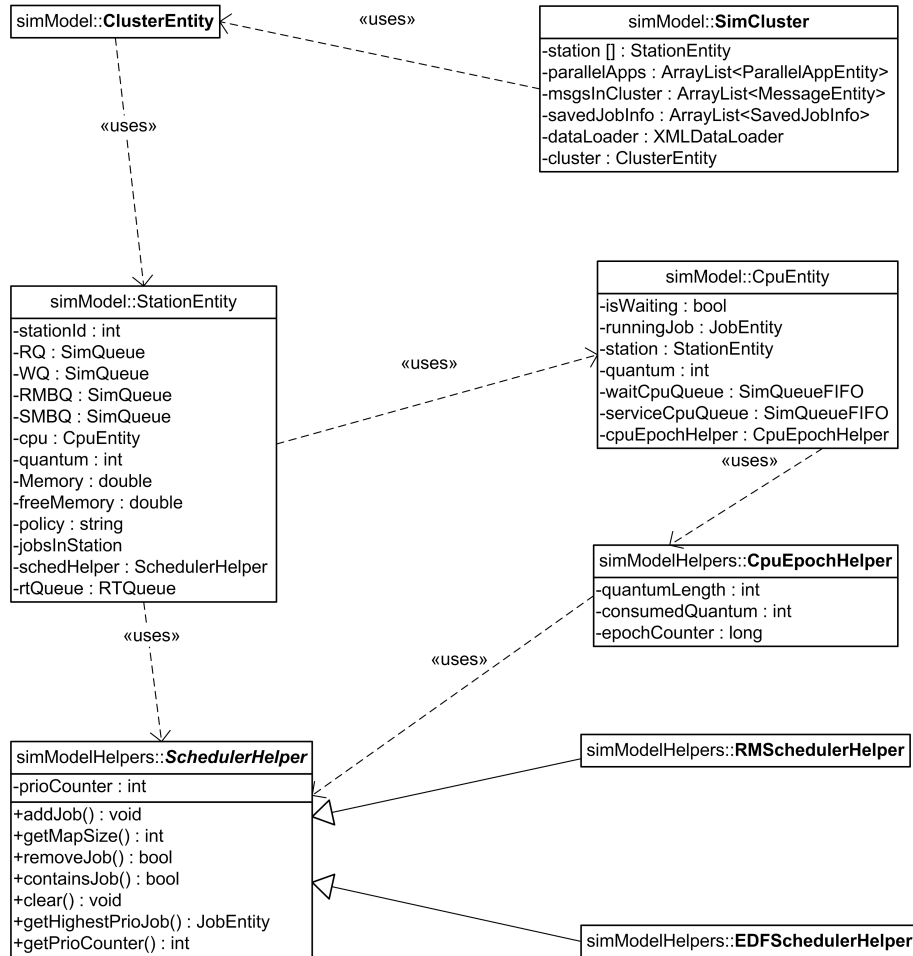 simModel::ClusterEntity
«uses»
simModel::SimCluster
-station [] : StationEntity
-parallelApps : ArrayList<ParallelAppEntity>
-msgsInCluster : ArrayList<MessageEntity>
-savedJobInfo : ArrayList<SavedJobInfo>
-dataLoader : XMLDataLoader
-cluster : ClusterEntity
«uses»
simModel::StationEntity
-stationId : int
-RQ : SimQueue
-WQ : SimQueue
-RMBQ : SimQueue
-SMBQ : SimQueue
-cpu : CpuEntity
-quantum : int
-Memory : double
-freeMemory : double
-policy : string
-jobsInStation
-schedHelper : SchedulerHelper
-rtQueue : RTQueue
«uses»
simModel::CpuEntity
-isWaiting : bool
-runningJob : JobEntity
-station : StationEntity
-quantum : int
-waitCpuQueue : SimQueueFIFO
-serviceCpuQueue : SimQueueFIFO
-cpuEpochHelper : CpuEpochHelper
«uses»
simModelHelpers::CpuEpochHelper
-quantumLength : int
-consumedQuantum : int
-epochCounter : long
«uses»
«uses»
simModelHelpers::SchedulerHelper
-prioCounter : int
+addJob() : void
+getMapSize() : int
+removeJob() : bool
+containsJob() : bool
+clear() : void
+getHighestPrioJob() : JobEntity
+getPrioCounter() : int
simModelHelpers::RMSchedulerHelper
simModelHelpers::EDFSchedulerHelper